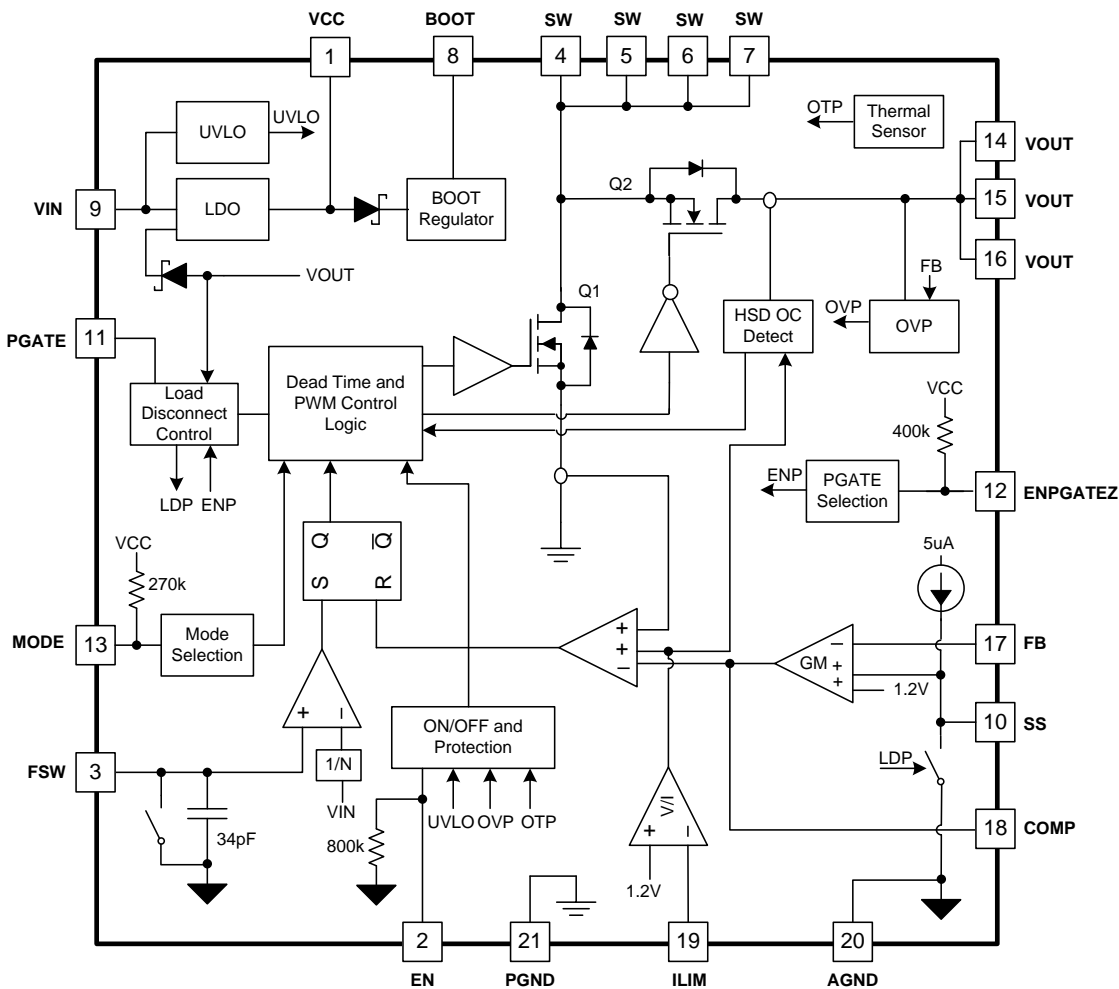 VCC
BOOT
SW
SW
SW
SW
1
8
4
5
6
7
UVLO
UVLO
OTP
Thermal
Sensor
14
VOUT
VIN
9
LDO
BOOT
Regulator
Q2
15
VOUT
VOUT
16
VOUT
FB
PGATE
11
Q1
HSD OC
Detect
OVP
OVP
Load
Disconnect
Control
Dead Time and
PWM Control
Logic
VCC
400k
LDP
ENP
ENP
PGATE
Selection
12
ENPGATEZ
VCC
270k
Q
Q
S
R
5uA
MODE
13
Mode
Selection
+
+
−
GM
−
+
+
1.2V
17
FB
+
−
ON/OFF and
Protection
10
SS
FSW
3
1/N
LDP
VIN
UVLO
OVP
OTP
34pF
800k
V/I
+
−
18
COMP
1.2V
2
21
19
20
EN
PGND
ILIM
AGND